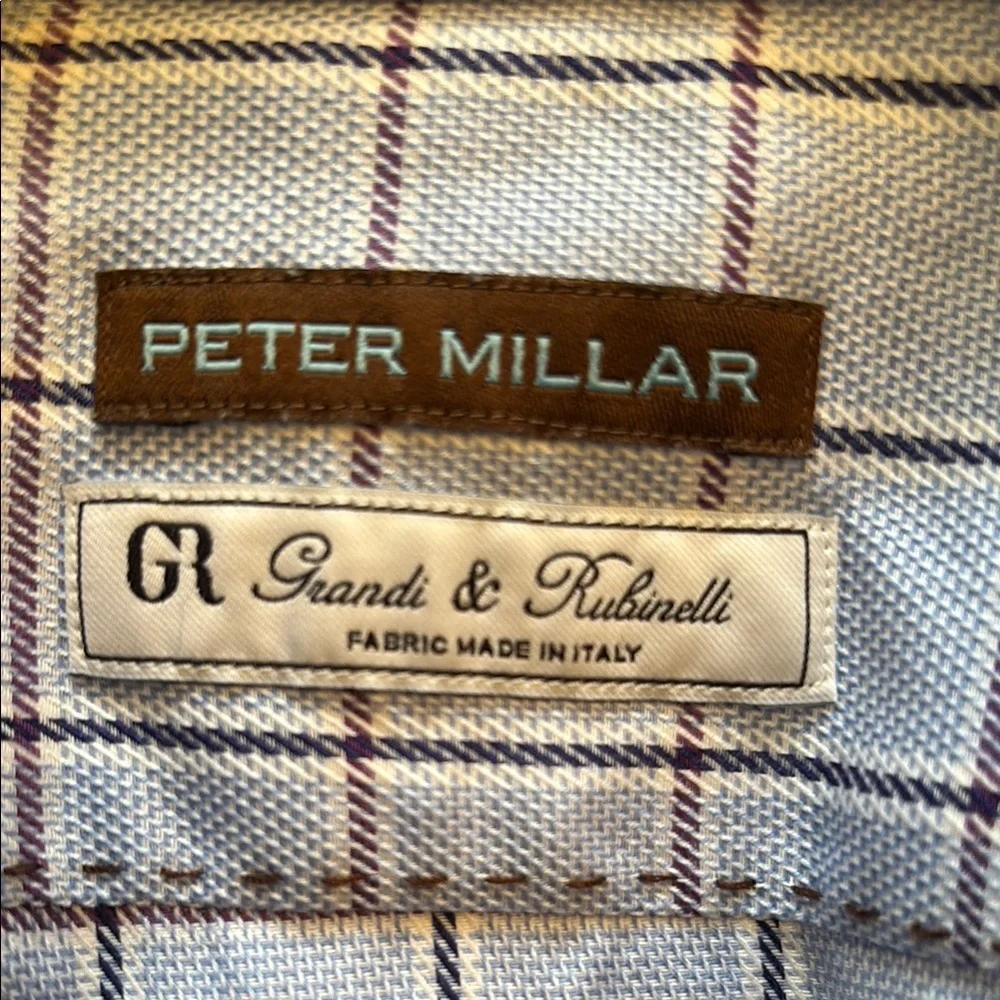 PETER MILLAR
GR Grandi & Rubinelli
FABRIC MADE IN ITALY